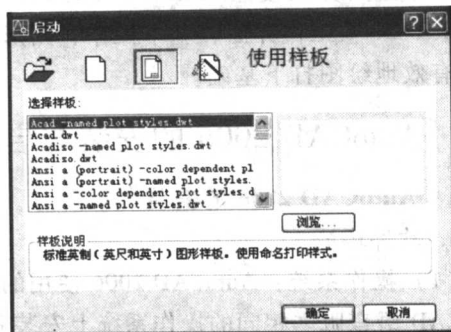 启动
使用样板
选择样板:
Acad -named plot styles.dwt
Acad.dwt
Acadiso -named plot styles.dwt
Acadiso.dwt
Ansi a (portrait) -color dependent pl
Ansi a (portrait) -named plot styles.
Ansi a -color dependent plot styles.d
Ansi a -named plot styles.dwt
浏览...
样板说明
标准英制(英尺和英寸)图形样板。使用命名打印样式。
确定
取消